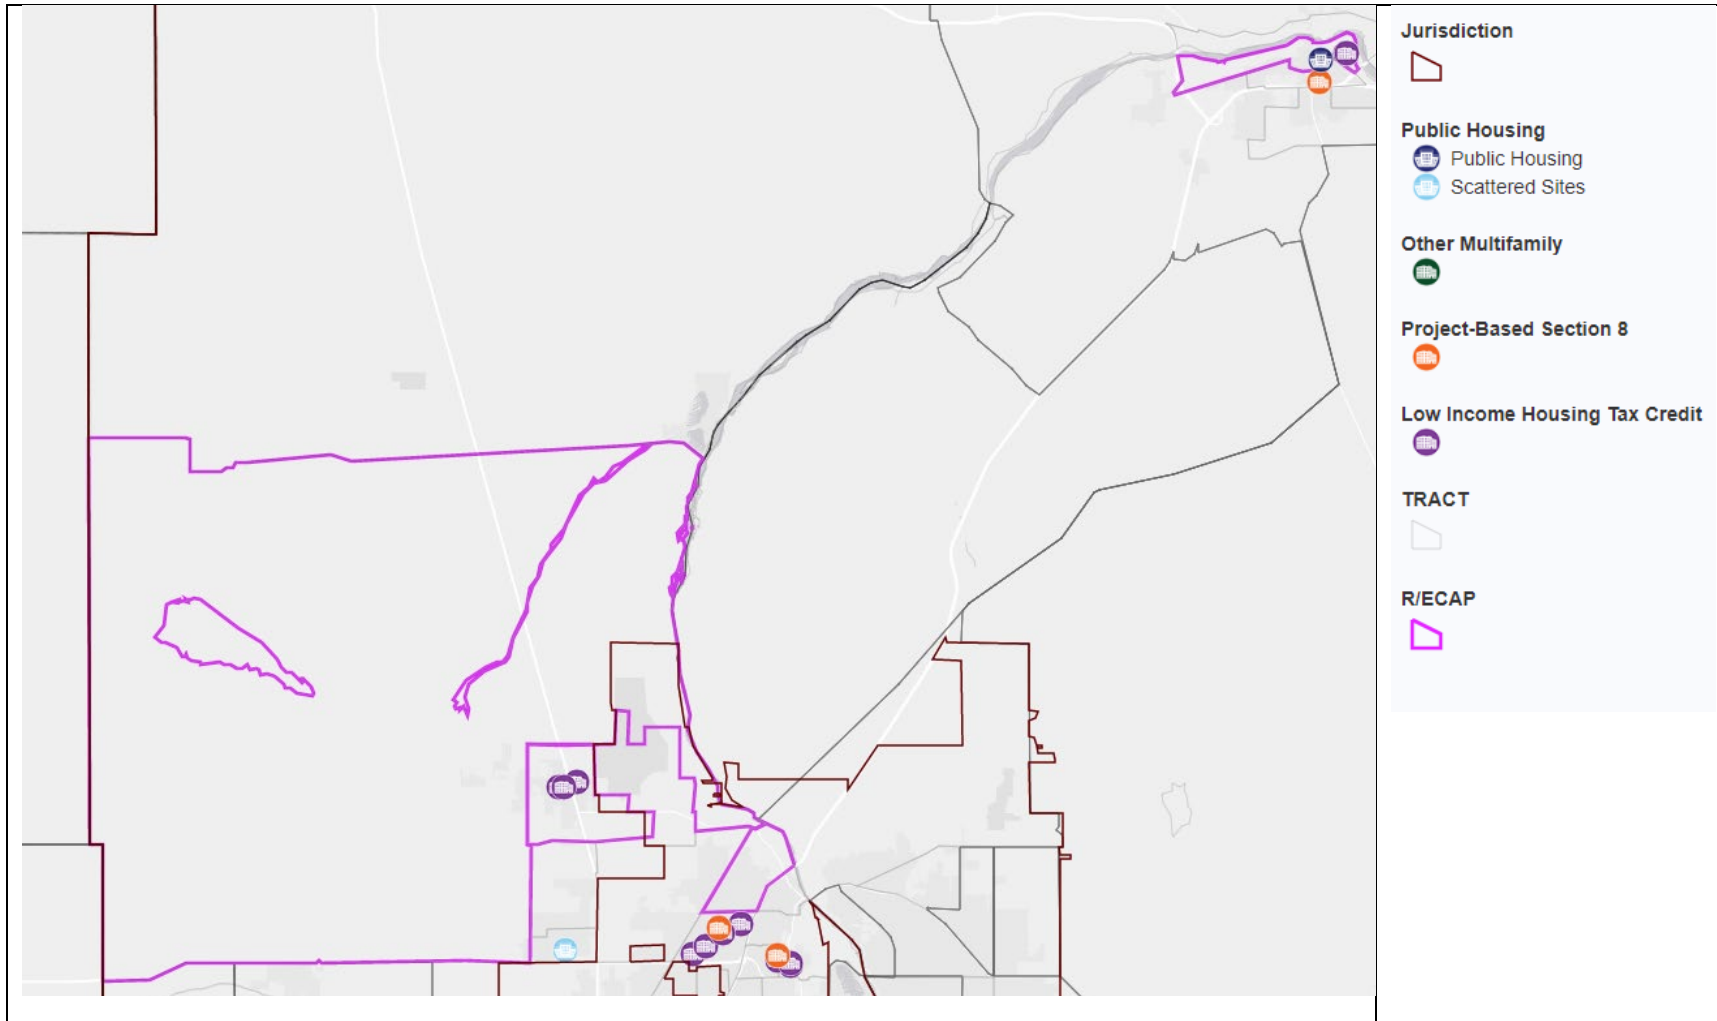 Jurisdiction
Public Housing
Public Housing
Scattered Sites
Other Multifamily
Project-Based Section 8
Low Income Housing Tax Credit
TRACT
R/ECAP